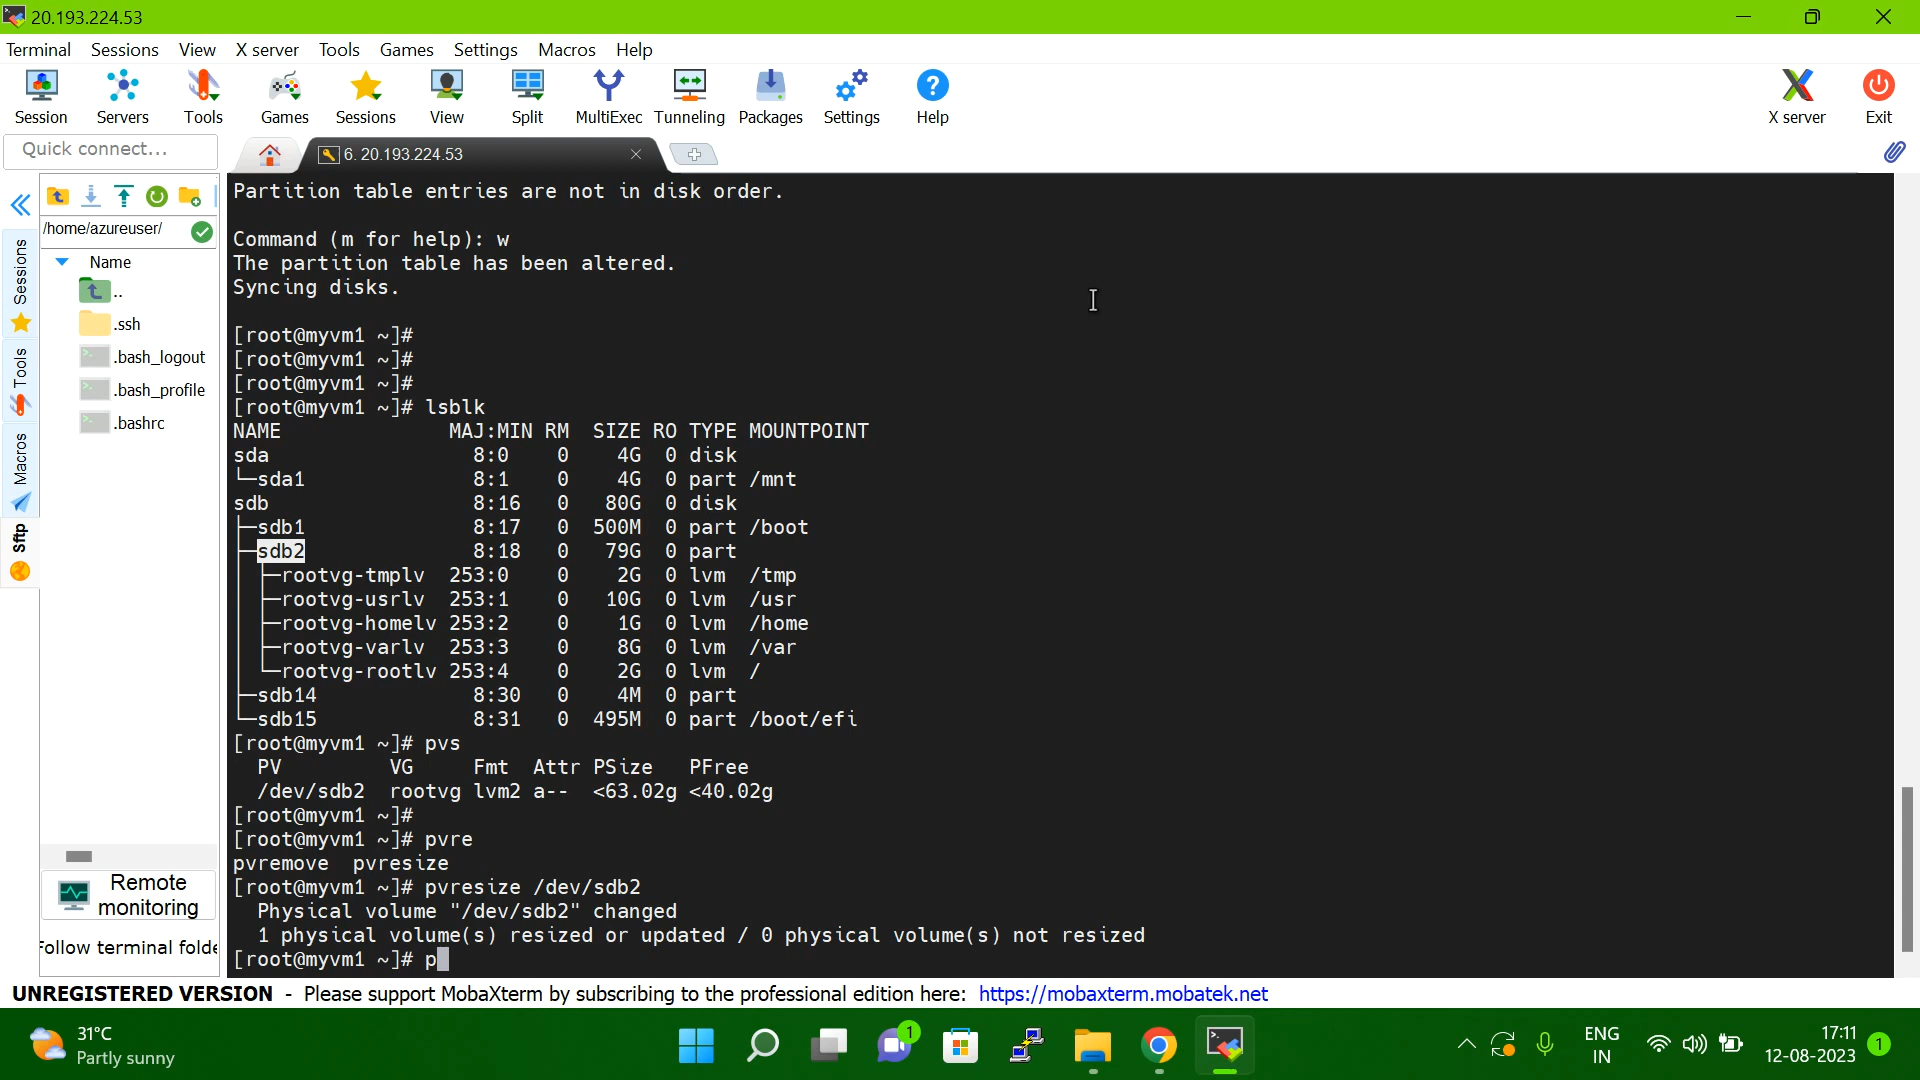 20.193.224.53
Terminal Sessions View X server Tools Games Settings Macros Help
Session Servers Tools Games Sessions View Split MultiExec Tunneling Packages Settings Help X server Exit
Quick connect...
6. 20.193.224.53
/home/azureuser/
Name
..
.ssh
.bash_logout
.bash_profile
.bashrc
Sessions
Tools
Macros
Sftp
Remote
monitoring
Follow terminal folde
Partition table entries are not in disk order.
Command (m for help): w
The partition table has been altered.
Syncing disks.
[root@myvm1 ~]#
[root@myvm1 ~]#
[root@myvm1 ~]#
[root@myvm1 ~]# lsblk
NAME MAJ:MIN RM SIZE RO TYPE MOUNTPOINT
sda 8:0 0 4G 0 disk
└─sda1 8:1 0 4G 0 part /mnt
sdb 8:16 0 80G 0 disk
├─sdb1 8:17 0 500M 0 part /boot
├─sdb2 8:18 0 79G 0 part
│ ├─rootvg-tmplv 253:0 0 2G 0 lvm /tmp
│ ├─rootvg-usrlv 253:1 0 10G 0 lvm /usr
│ ├─rootvg-homelv 253:2 0 1G 0 lvm /home
│ ├─rootvg-varlv 253:3 0 8G 0 lvm /var
│ └─rootvg-rootlv 253:4 0 2G 0 lvm /
├─sdb14 8:30 0 4M 0 part
└─sdb15 8:31 0 495M 0 part /boot/efi
[root@myvm1 ~]# pvs
PV VG Fmt Attr PSize PFree
/dev/sdb2 rootvg lvm2 a-- <63.02g <40.02g
[root@myvm1 ~]#
[root@myvm1 ~]# pvre
pvremove pvresize
[root@myvm1 ~]# pvresize /dev/sdb2
Physical volume "/dev/sdb2" changed
1 physical volume(s) resized or updated / 0 physical volume(s) not resized
[root@myvm1 ~]# p
UNREGISTERED VERSION - Please support MobaXterm by subscribing to the professional edition here: https://mobaxterm.mobatek.net
31°C
Partly sunny
1
ENG
IN
17:11
12-08-2023
1